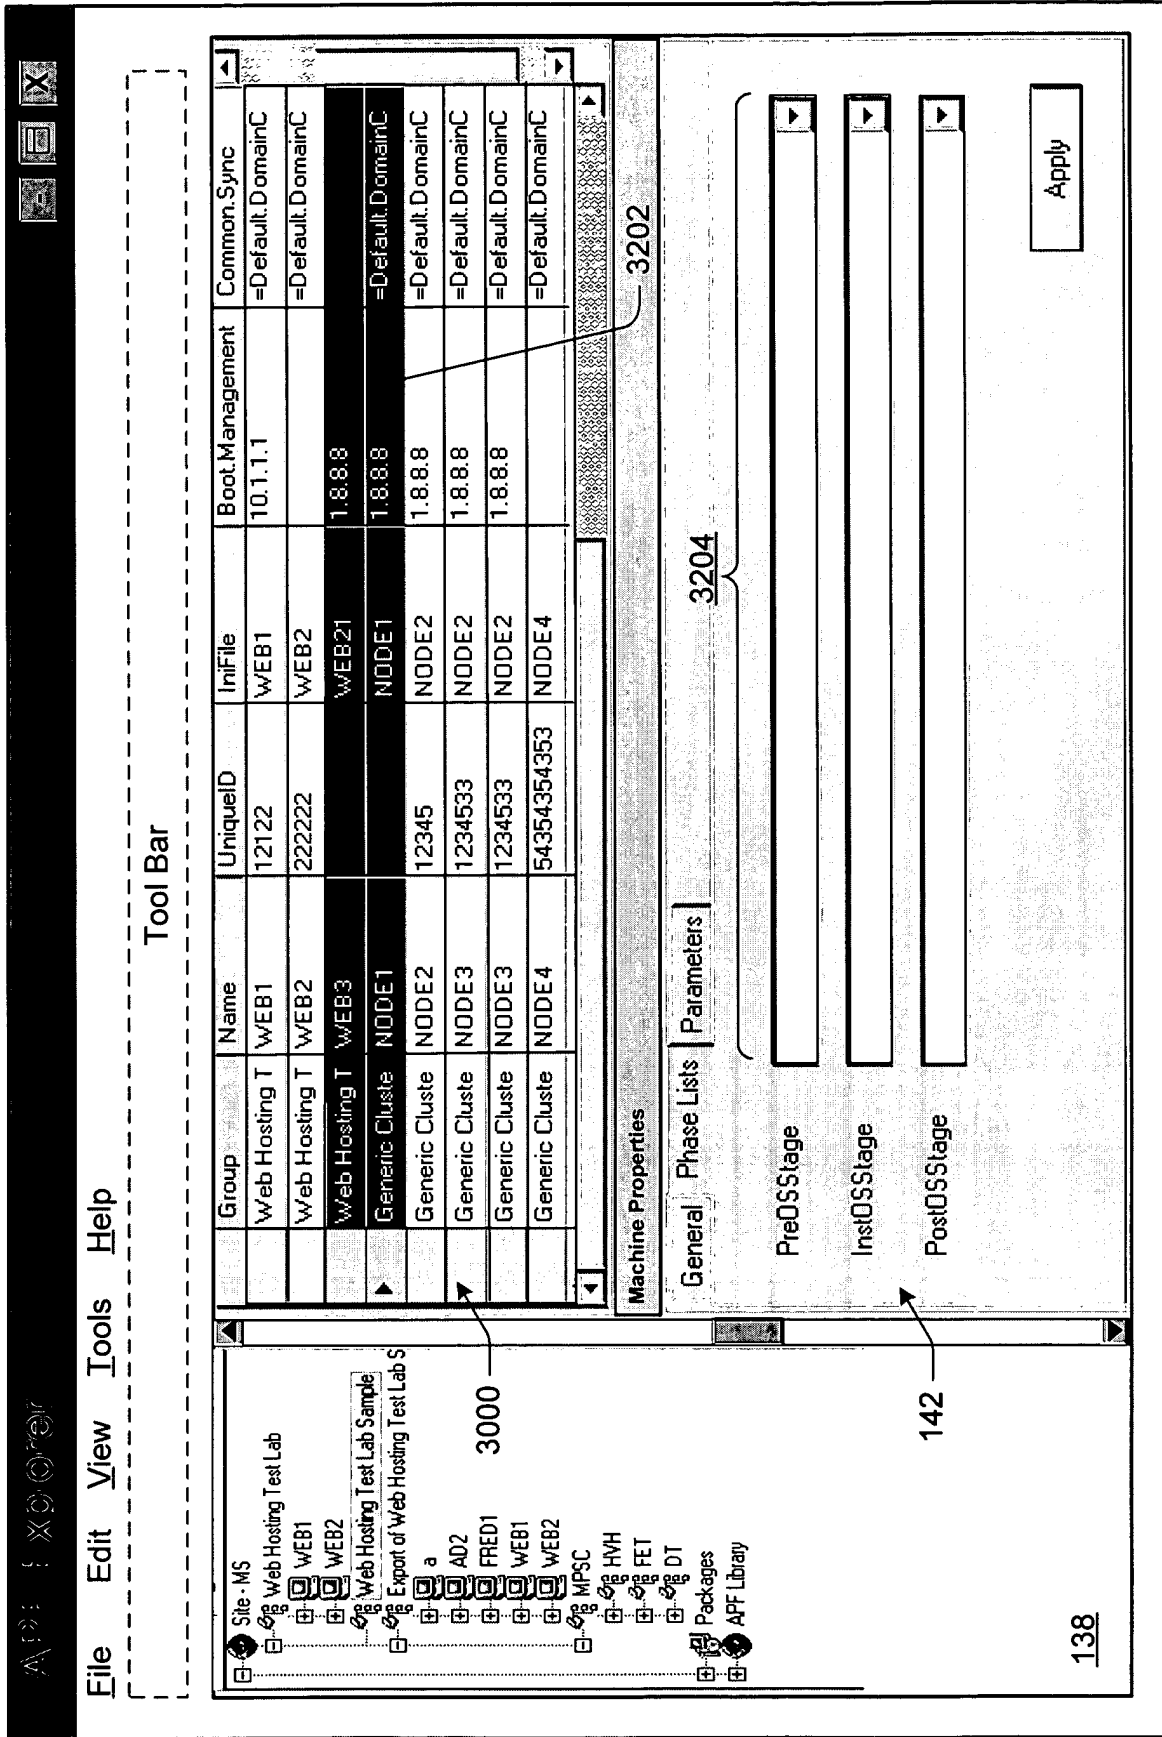 APF Explorer
File Edit View Tools Help
Tool Bar
Site - MS
Web Hosting Test Lab
WEB1
WEB2
Web Hosting Test Lab Sample
Export of Web Hosting Test Lab S
a
AD2
FRED1
WEB1
WEB2
MPSC
HVH
FET
DT
Packages
APF Library
138
Group Name UniqueID IniFile Boot.Management Common.Sync
Web Hosting T WEB1 12122 WEB1 10.1.1.1 =Default.DomainC
Web Hosting T WEB2 222222 WEB2 =Default.DomainC
Web Hosting T WEB3 WEB21 1.8.8.8
Generic Cluste NODE1 NODE1 1.8.8.8 =Default.DomainC
Generic Cluste NODE2 12345 NODE2 1.8.8.8 =Default.DomainC
Generic Cluste NODE3 1234533 NODE2 1.8.8.8 =Default.DomainC
Generic Cluste NODE3 1234533 NODE2 1.8.8.8 =Default.DomainC
Generic Cluste NODE4 54354354353 NODE4 =Default.DomainC
3000
3202
Machine Properties
General Phase Lists Parameters
3204
PreOSStage
InstOSStage
PostOSStage
142
Apply